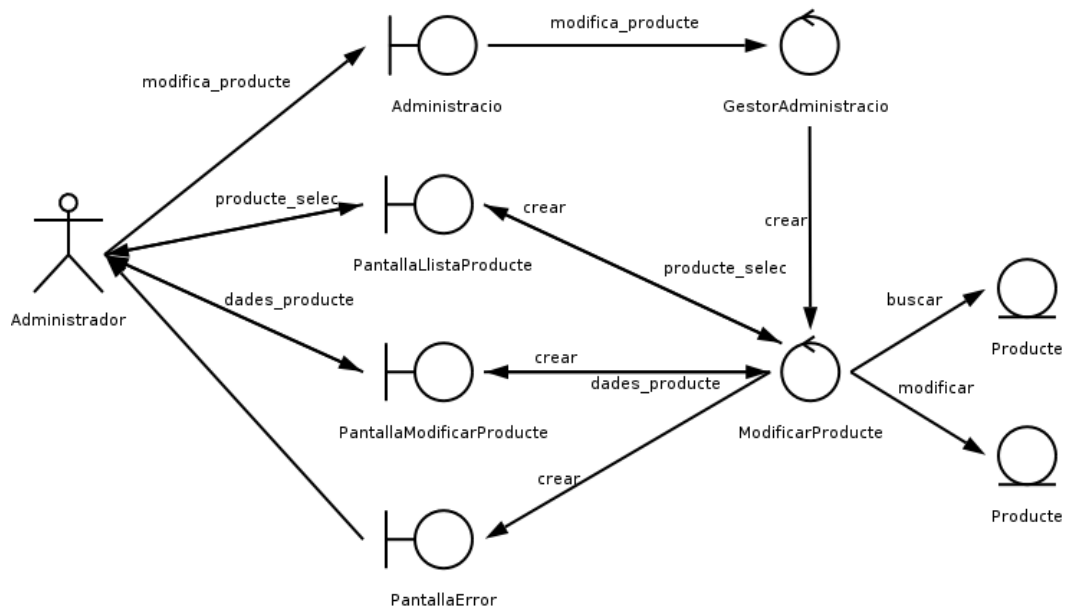 modifica_producte
modifica_producte
Administracio
GestorAdministracio
producte_selec
crear
crear
PantallaLlistaProducte
producte_selec
Administrador
dades_producte
buscar
Producte
crear
dades_producte
modificar
PantallaModificarProducte
ModificarProducte
crear
Producte
PantallaError